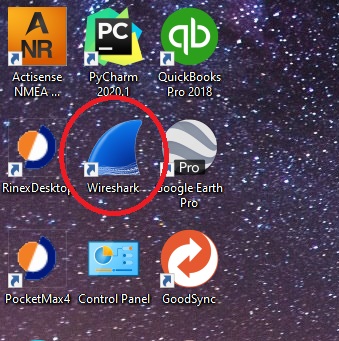 A
NR
PC
qb
Actisense
NMEA ...
PyCharm
2020.1
QuickBooks
Pro 2018
Pro
RinexDesktop
Wireshark
Google Earth
Pro
PocketMax4
Control Panel
GoodSync